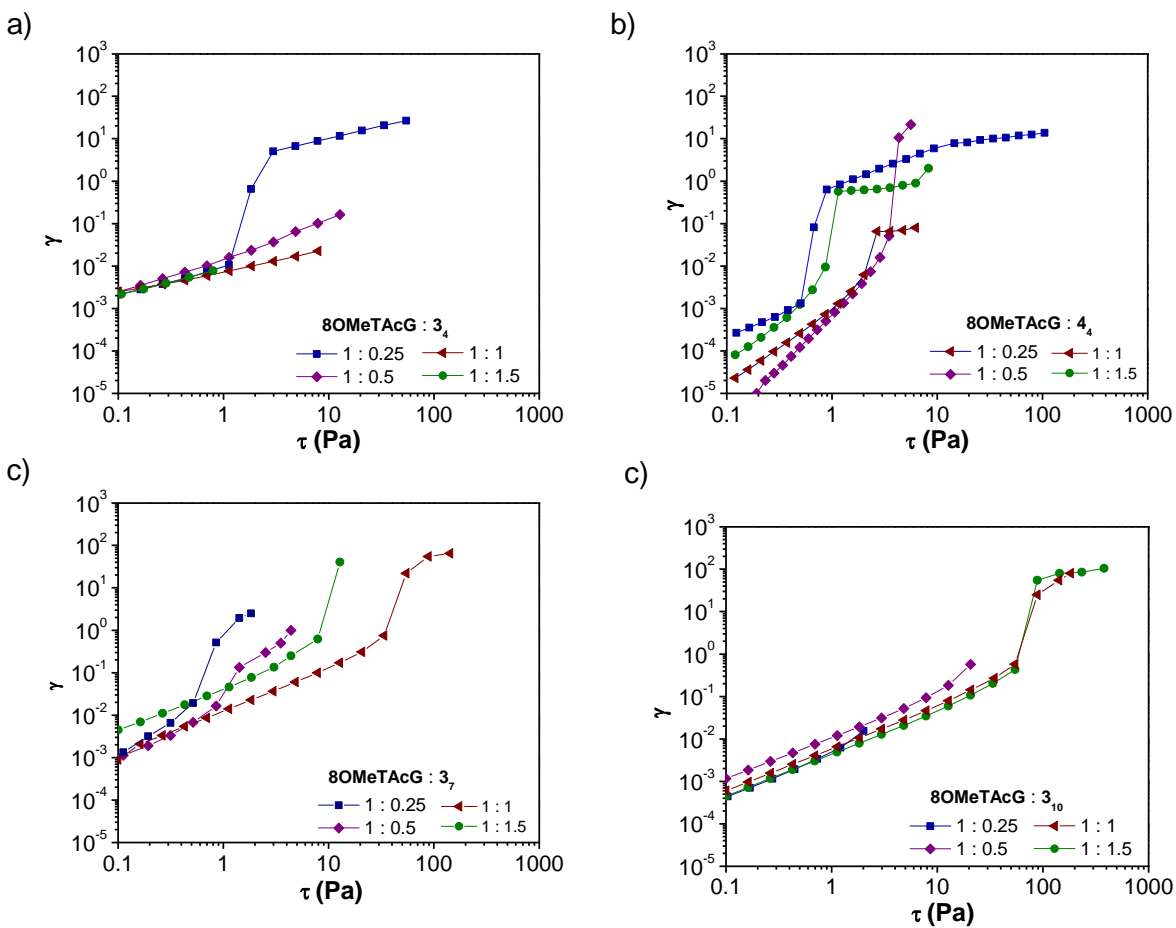 a)
10³
10²
10¹
10⁰
10⁻¹
10⁻²
10⁻³
10⁻⁴
10⁻⁵
γ
8OMeTAcG : 3₄
1 : 0.25
1 : 1
1 : 0.5
1 : 1.5
0.1 1 10 100 1000
τ (Pa)
b)
10³
10²
10¹
10⁰
10⁻¹
10⁻²
10⁻³
10⁻⁴
10⁻⁵
γ
8OMeTAcG : 4₄
1 : 0.25
1 : 1
1 : 0.5
1 : 1.5
0.1 1 10 100 1000
τ (Pa)
c)
10³
10²
10¹
10⁰
10⁻¹
10⁻²
10⁻³
10⁻⁴
10⁻⁵
γ
8OMeTAcG : 3₇
1 : 0.25
1 : 1
1 : 0.5
1 : 1.5
0.1 1 10 100 1000
τ (Pa)
c)
10³
10²
10¹
10⁰
10⁻¹
10⁻²
10⁻³
10⁻⁴
10⁻⁵
γ
8OMeTAcG : 3₁₀
1 : 0.25
1 : 1
1 : 0.5
1 : 1.5
0.1 1 10 100 1000
τ (Pa)